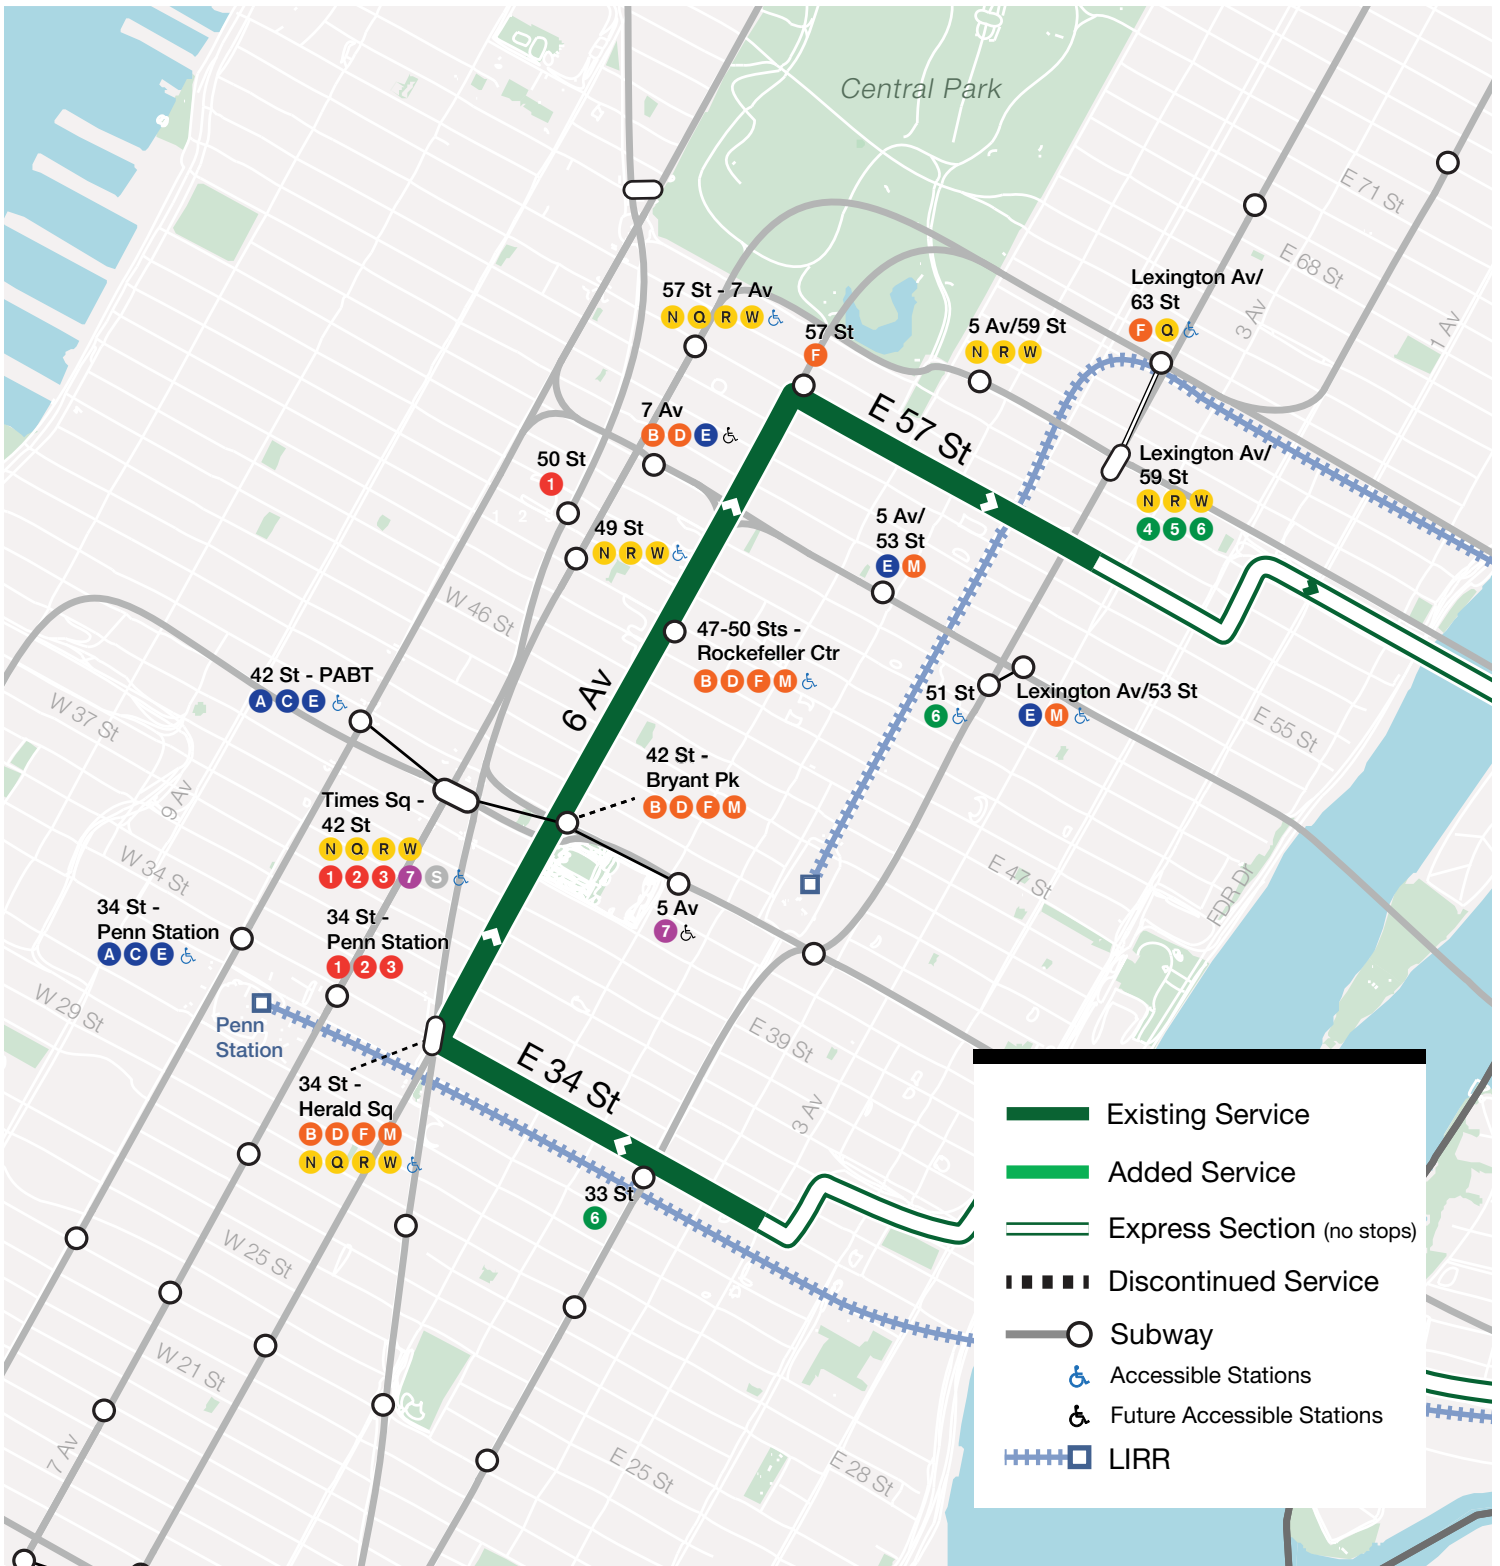 Central Park
E 71 St
E 68 St
3 Av
1 Av
Lexington Av/
63 St
F Q
57 St - 7 Av
N Q R W
57 St
F
5 Av/59 St
N R W
E 57 St
7 Av
B D E
50 St
1
49 St
N R W
Lexington Av/
59 St
N R W
4 5 6
5 Av/
53 St
E M
W 46 St
47-50 Sts -
Rockefeller Ctr
B D F M
6 Av
42 St - PABT
A C E
51 St
6
Lexington Av/53 St
E M
E 55 St
W 37 St
9 Av
42 St -
Bryant Pk
B D F M
Times Sq -
42 St
N Q R W
1 2 3 7 S
W 34 St
E 47 St
FDR Dr
5 Av
7
34 St -
Penn Station
A C E
34 St -
Penn Station
1 2 3
W 29 St
Penn
Station
E 39 St
E 34 St
3 Av
34 St -
Herald Sq
B D F M
N Q R W
33 St
6
W 25 St
W 21 St
7 Av
E 25 St
E 28 St
Existing Service
Added Service
Express Section (no stops)
Discontinued Service
Subway
Accessible Stations
Future Accessible Stations
LIRR